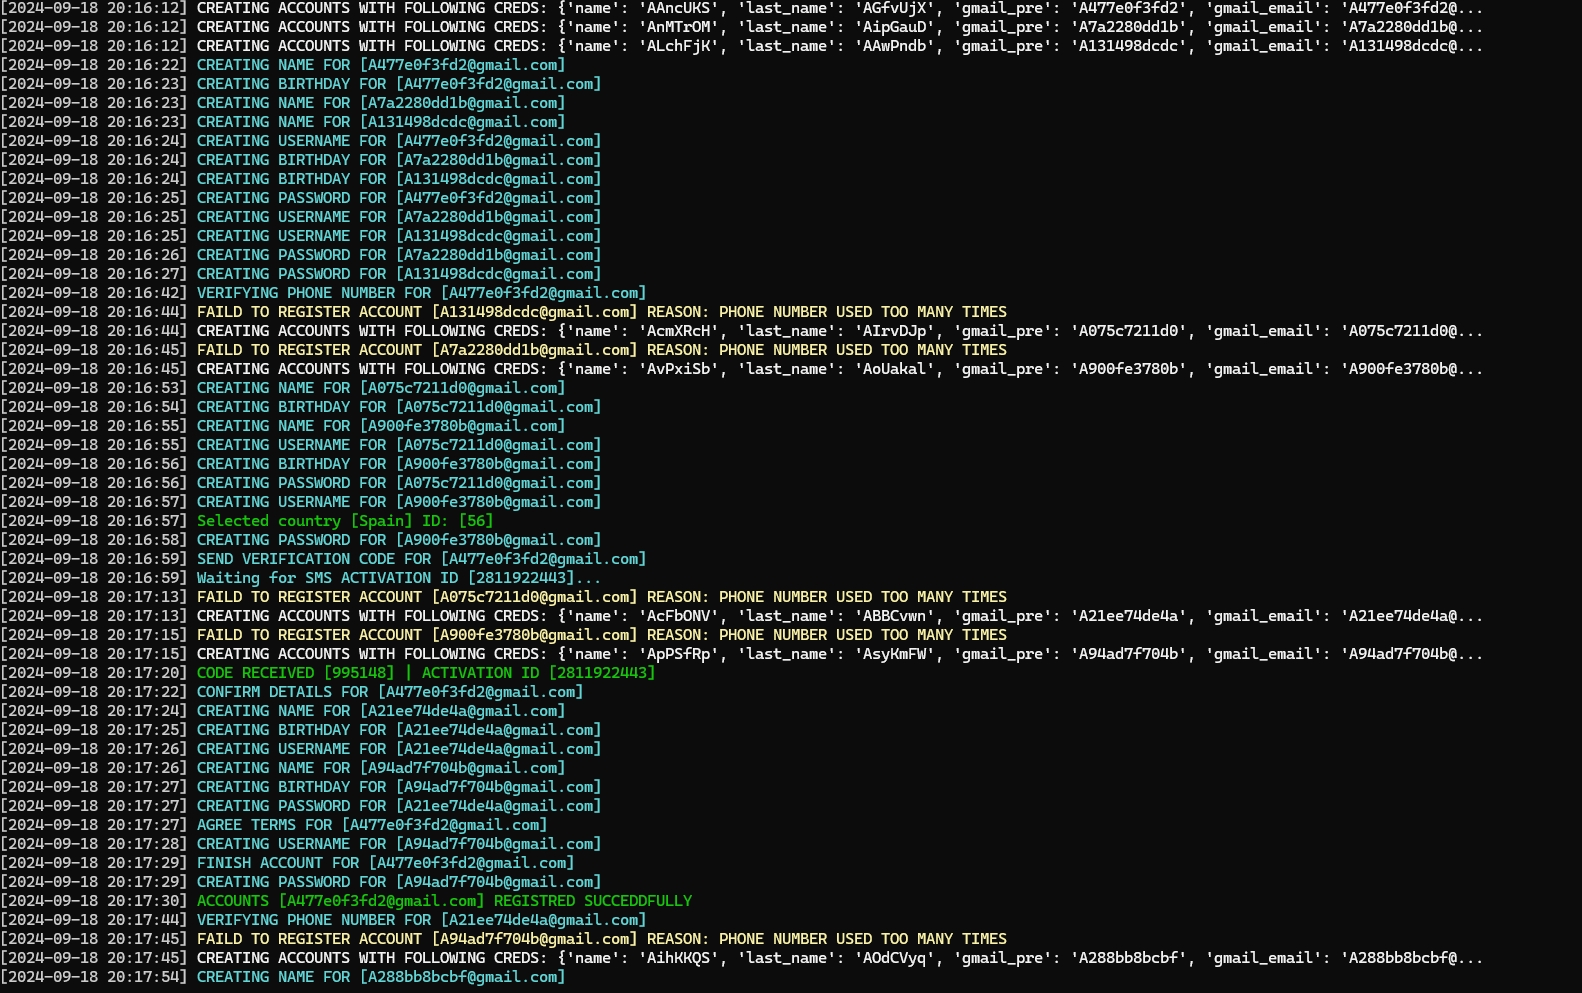 [2024-09-18 20:16:12] CREATING ACCOUNTS WITH FOLLOWING CREDS: {'name': 'AAncUKS', 'last_name': 'AGfvUjX', 'gmail_pre': 'A477e0f3fd2', 'gmail_email': 'A477e0f3fd2@...
[2024-09-18 20:16:12] CREATING ACCOUNTS WITH FOLLOWING CREDS: {'name': 'AnMTrOM', 'last_name': 'AipGauD', 'gmail_pre': 'A7a2280dd1b', 'gmail_email': 'A7a2280dd1b@...
[2024-09-18 20:16:12] CREATING ACCOUNTS WITH FOLLOWING CREDS: {'name': 'ALchFjK', 'last_name': 'AAwPndb', 'gmail_pre': 'A131498dcdc', 'gmail_email': 'A131498dcdc@...
[2024-09-18 20:16:22] CREATING NAME FOR [A477e0f3fd2@gmail.com]
[2024-09-18 20:16:23] CREATING BIRTHDAY FOR [A477e0f3fd2@gmail.com]
[2024-09-18 20:16:23] CREATING NAME FOR [A7a2280dd1b@gmail.com]
[2024-09-18 20:16:23] CREATING NAME FOR [A131498dcdc@gmail.com]
[2024-09-18 20:16:24] CREATING USERNAME FOR [A477e0f3fd2@gmail.com]
[2024-09-18 20:16:24] CREATING BIRTHDAY FOR [A7a2280dd1b@gmail.com]
[2024-09-18 20:16:24] CREATING BIRTHDAY FOR [A131498dcdc@gmail.com]
[2024-09-18 20:16:25] CREATING PASSWORD FOR [A477e0f3fd2@gmail.com]
[2024-09-18 20:16:25] CREATING USERNAME FOR [A7a2280dd1b@gmail.com]
[2024-09-18 20:16:25] CREATING USERNAME FOR [A131498dcdc@gmail.com]
[2024-09-18 20:16:26] CREATING PASSWORD FOR [A7a2280dd1b@gmail.com]
[2024-09-18 20:16:27] CREATING PASSWORD FOR [A131498dcdc@gmail.com]
[2024-09-18 20:16:42] VERIFYING PHONE NUMBER FOR [A477e0f3fd2@gmail.com]
[2024-09-18 20:16:44] FAILD TO REGISTER ACCOUNT [A131498dcdc@gmail.com] REASON: PHONE NUMBER USED TOO MANY TIMES
[2024-09-18 20:16:44] CREATING ACCOUNTS WITH FOLLOWING CREDS: {'name': 'AcmXRcH', 'last_name': 'AIrvDJp', 'gmail_pre': 'A075c7211d0', 'gmail_email': 'A075c7211d0@...
[2024-09-18 20:16:45] FAILD TO REGISTER ACCOUNT [A7a2280dd1b@gmail.com] REASON: PHONE NUMBER USED TOO MANY TIMES
[2024-09-18 20:16:45] CREATING ACCOUNTS WITH FOLLOWING CREDS: {'name': 'AvPxiSb', 'last_name': 'AoUakal', 'gmail_pre': 'A900fe3780b', 'gmail_email': 'A900fe3780b@...
[2024-09-18 20:16:53] CREATING NAME FOR [A075c7211d0@gmail.com]
[2024-09-18 20:16:54] CREATING BIRTHDAY FOR [A075c7211d0@gmail.com]
[2024-09-18 20:16:55] CREATING NAME FOR [A900fe3780b@gmail.com]
[2024-09-18 20:16:55] CREATING USERNAME FOR [A075c7211d0@gmail.com]
[2024-09-18 20:16:56] CREATING BIRTHDAY FOR [A900fe3780b@gmail.com]
[2024-09-18 20:16:56] CREATING PASSWORD FOR [A075c7211d0@gmail.com]
[2024-09-18 20:16:57] CREATING USERNAME FOR [A900fe3780b@gmail.com]
[2024-09-18 20:16:57] Selected country [Spain] ID: [56]
[2024-09-18 20:16:58] CREATING PASSWORD FOR [A900fe3780b@gmail.com]
[2024-09-18 20:16:59] SEND VERIFICATION CODE FOR [A477e0f3fd2@gmail.com]
[2024-09-18 20:16:59] Waiting for SMS ACTIVATION ID [2811922443]...
[2024-09-18 20:17:13] FAILD TO REGISTER ACCOUNT [A075c7211d0@gmail.com] REASON: PHONE NUMBER USED TOO MANY TIMES
[2024-09-18 20:17:13] CREATING ACCOUNTS WITH FOLLOWING CREDS: {'name': 'AcFbONV', 'last_name': 'ABBCvwn', 'gmail_pre': 'A21ee74de4a', 'gmail_email': 'A21ee74de4a@...
[2024-09-18 20:17:15] FAILD TO REGISTER ACCOUNT [A900fe3780b@gmail.com] REASON: PHONE NUMBER USED TOO MANY TIMES
[2024-09-18 20:17:15] CREATING ACCOUNTS WITH FOLLOWING CREDS: {'name': 'ApPSfRp', 'last_name': 'AsyKmFW', 'gmail_pre': 'A94ad7f704b', 'gmail_email': 'A94ad7f704b@...
[2024-09-18 20:17:20] CODE RECEIVED [995148] | ACTIVATION ID [2811922443]
[2024-09-18 20:17:22] CONFIRM DETAILS FOR [A477e0f3fd2@gmail.com]
[2024-09-18 20:17:24] CREATING NAME FOR [A21ee74de4a@gmail.com]
[2024-09-18 20:17:25] CREATING BIRTHDAY FOR [A21ee74de4a@gmail.com]
[2024-09-18 20:17:26] CREATING USERNAME FOR [A21ee74de4a@gmail.com]
[2024-09-18 20:17:26] CREATING NAME FOR [A94ad7f704b@gmail.com]
[2024-09-18 20:17:27] CREATING BIRTHDAY FOR [A94ad7f704b@gmail.com]
[2024-09-18 20:17:27] CREATING PASSWORD FOR [A21ee74de4a@gmail.com]
[2024-09-18 20:17:27] AGREE TERMS FOR [A477e0f3fd2@gmail.com]
[2024-09-18 20:17:28] CREATING USERNAME FOR [A94ad7f704b@gmail.com]
[2024-09-18 20:17:29] FINISH ACCOUNT FOR [A477e0f3fd2@gmail.com]
[2024-09-18 20:17:29] CREATING PASSWORD FOR [A94ad7f704b@gmail.com]
[2024-09-18 20:17:30] ACCOUNTS [A477e0f3fd2@gmail.com] REGISTRED SUCCEDDFULLY
[2024-09-18 20:17:44] VERIFYING PHONE NUMBER FOR [A21ee74de4a@gmail.com]
[2024-09-18 20:17:45] FAILD TO REGISTER ACCOUNT [A94ad7f704b@gmail.com] REASON: PHONE NUMBER USED TOO MANY TIMES
[2024-09-18 20:17:45] CREATING ACCOUNTS WITH FOLLOWING CREDS: {'name': 'AihKKQS', 'last_name': 'AOdCVyq', 'gmail_pre': 'A288bb8bcbf', 'gmail_email': 'A288bb8bcbf@...
[2024-09-18 20:17:54] CREATING NAME FOR [A288bb8bcbf@gmail.com]